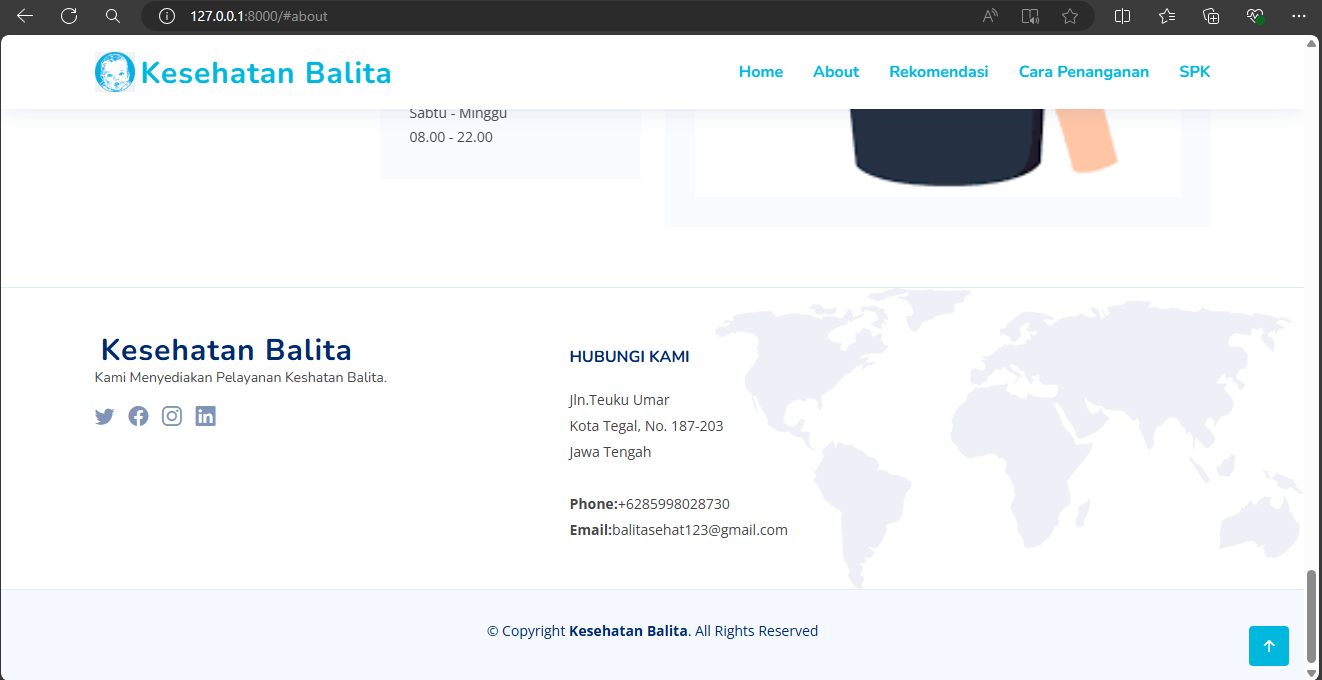 127.0.0.1:8000/#about
Kesehatan Balita
Home About Rekomendasi Cara Penanganan SPK
Sabtu - Minggu
08.00 - 22.00
Kesehatan Balita
Kami Menyediakan Pelayanan Keshatan Balita.
HUBUNGI KAMI
Jln.Teuku Umar
Kota Tegal, No. 187-203
Jawa Tengah
Phone:+6285998028730
Email:balitasehat123@gmail.com
© Copyright Kesehatan Balita. All Rights Reserved